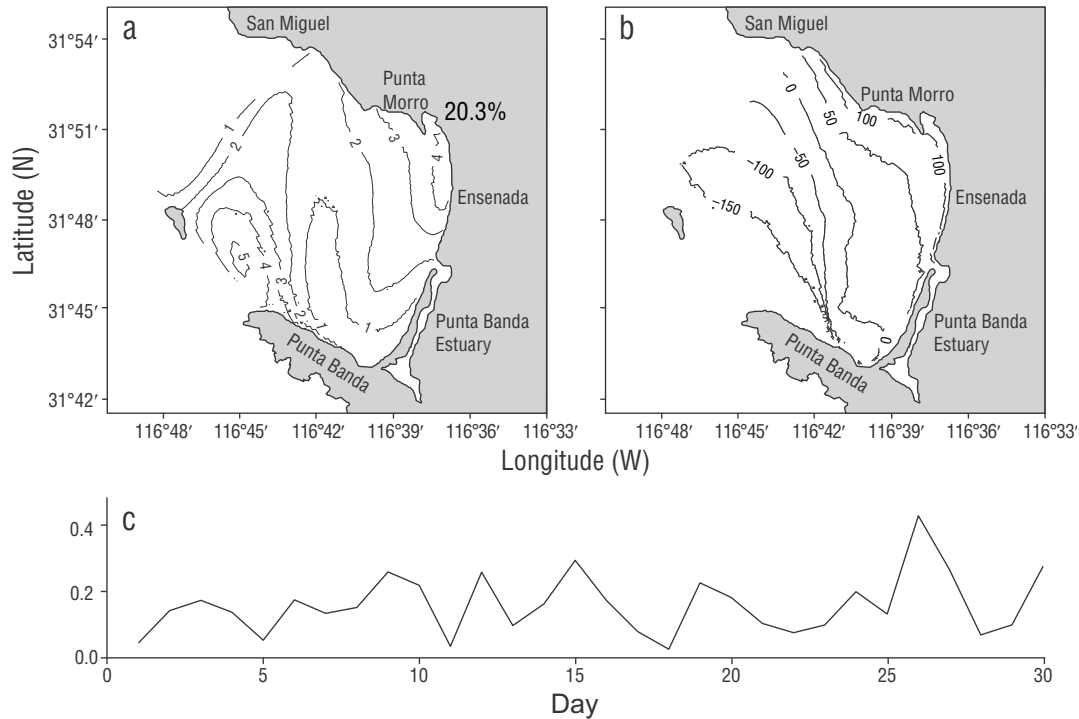 a
San Miguel
Punta
Morro
20.3%
Ensenada
Punta Banda
Estuary
Punta Banda
1
2
2
3
4
5
4
3
2
1
1
31°54′
31°51′
31°48′
31°45′
31°42′
Latitude (N)
116°48′ 116°45′ 116°42′ 116°39′ 116°36′ 116°33′
b
San Miguel
Punta Morro
Ensenada
Punta Banda
Estuary
Punta Banda
0
50
100
100
−50
−100
−150
0
116°48′ 116°45′ 116°42′ 116°39′ 116°36′ 116°33′
Longitude (W)
c
0.4
0.2
0.0
0 5 10 15 20 25 30
Day